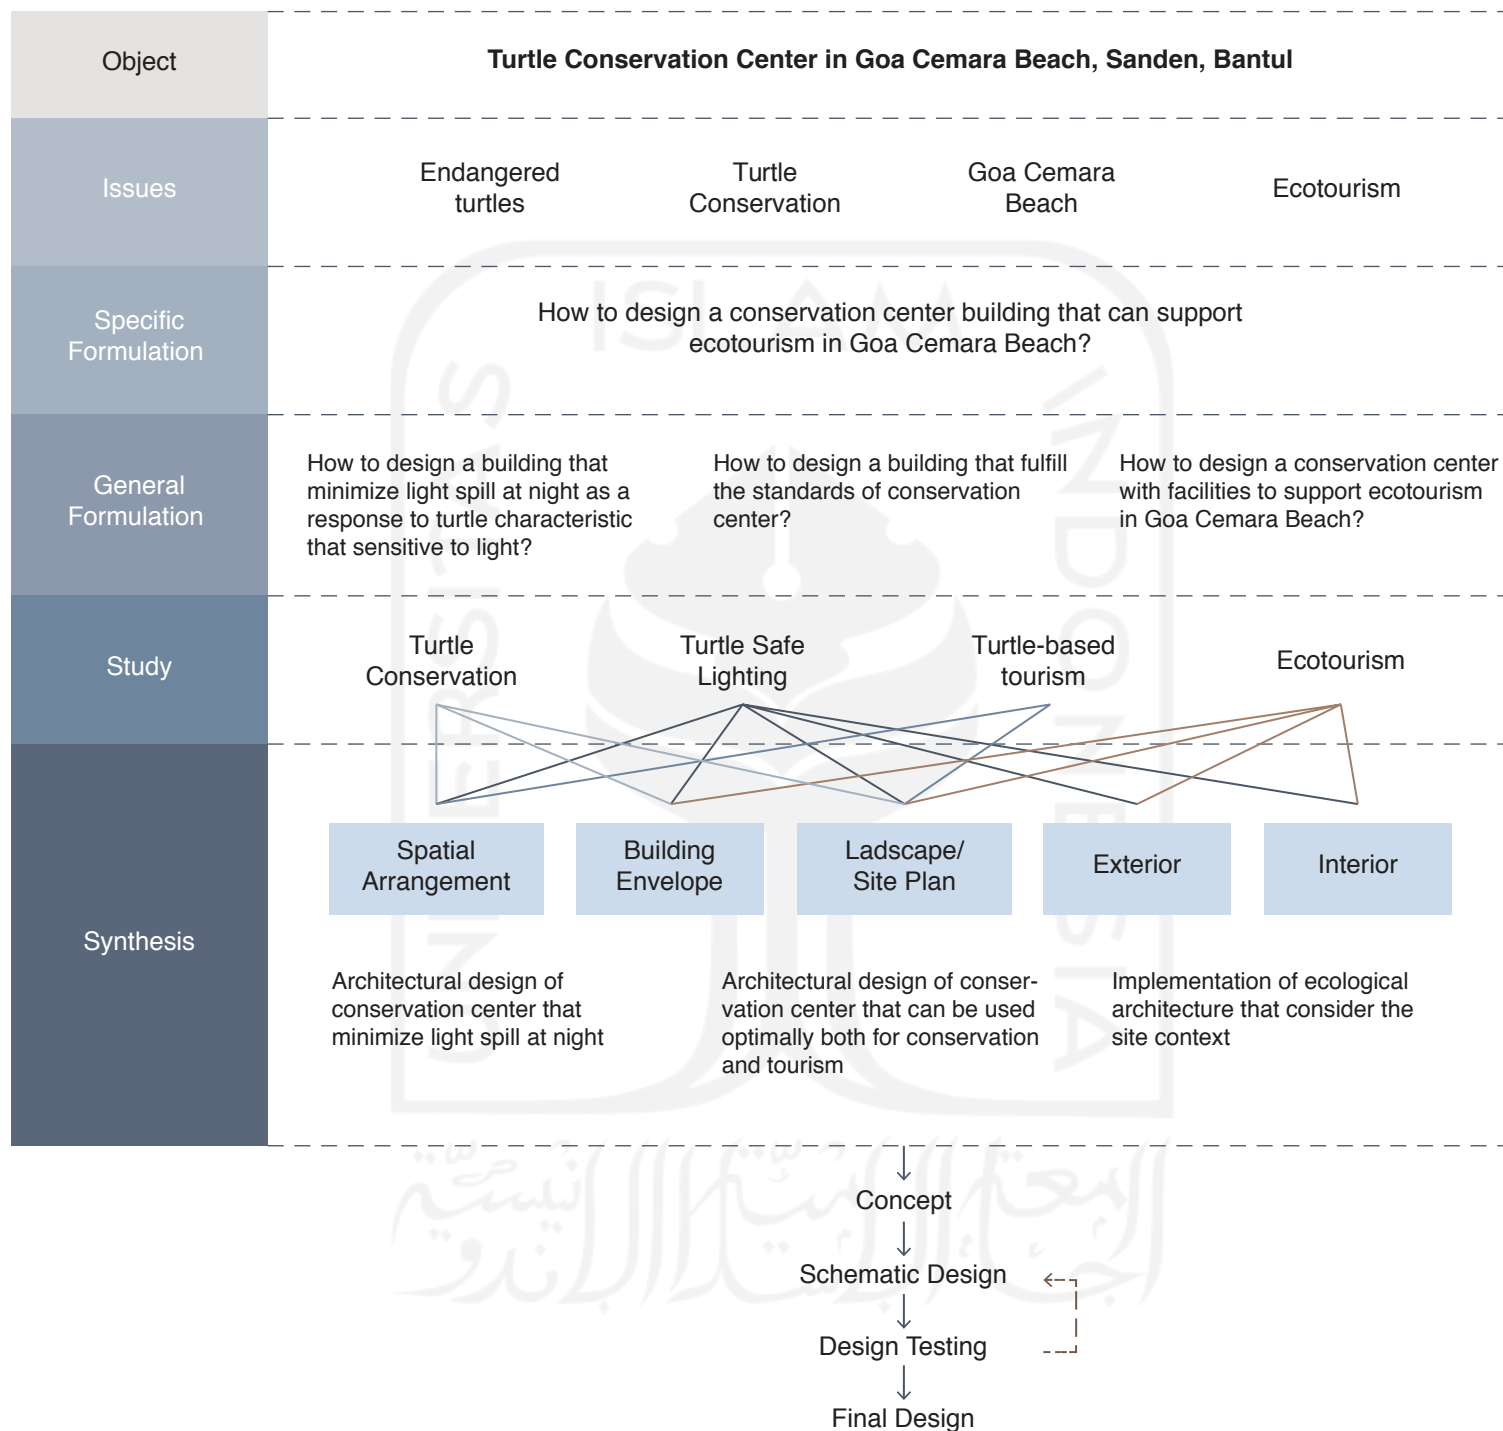 Object
Turtle Conservation Center in Goa Cemara Beach, Sanden, Bantul
Issues
Endangered
turtles
Turtle
Conservation
Goa Cemara
Beach
Ecotourism
Specific
Formulation
How to design a conservation center building that can support
ecotourism in Goa Cemara Beach?
General
Formulation
How to design a building that
minimize light spill at night as a
response to turtle characteristic
that sensitive to light?
How to design a building that fulfill
the standards of conservation
center?
How to design a conservation center
with facilities to support ecotourism
in Goa Cemara Beach?
Study
Turtle
Conservation
Turtle Safe
Lighting
Turtle-based
tourism
Ecotourism
Synthesis
Spatial
Arrangement
Building
Envelope
Ladscape/
Site Plan
Exterior
Interior
Architectural design of
conservation center that
minimize light spill at night
Architectural design of conser-
vation center that can be used
optimally both for conservation
and tourism
Implementation of ecological
architecture that consider the
site context
Concept
Schematic Design
Design Testing
Final Design
UNIVERSITAS
ISLAM
INDONESIA